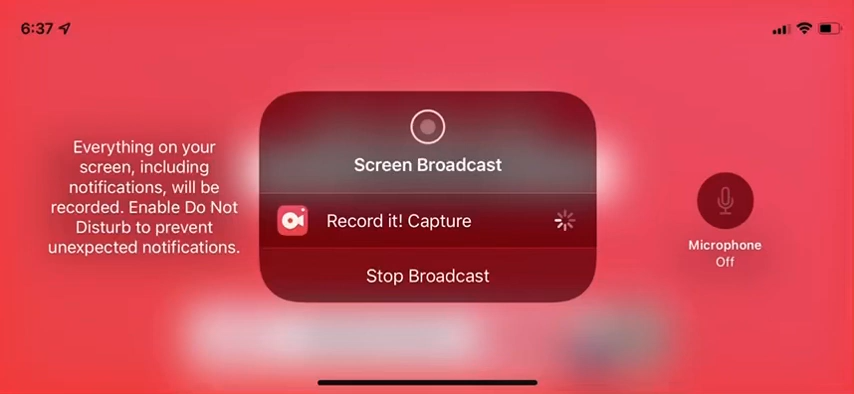 6:37
Everything on your
screen, including
notifications, will be
recorded. Enable Do Not
Disturb to prevent
unexpected notifications.
Screen Broadcast
Record it! Capture
Stop Broadcast
Microphone
Off